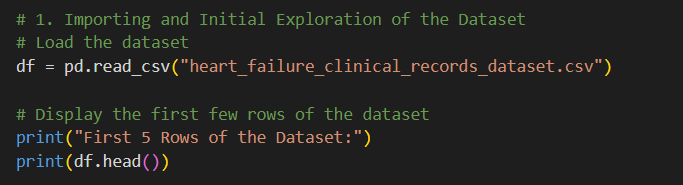 # 1. Importing and Initial Exploration of the Dataset
# Load the dataset
df = pd.read_csv("heart_failure_clinical_records_dataset.csv")
# Display the first few rows of the dataset
print("First 5 Rows of the Dataset:")
print(df.head())